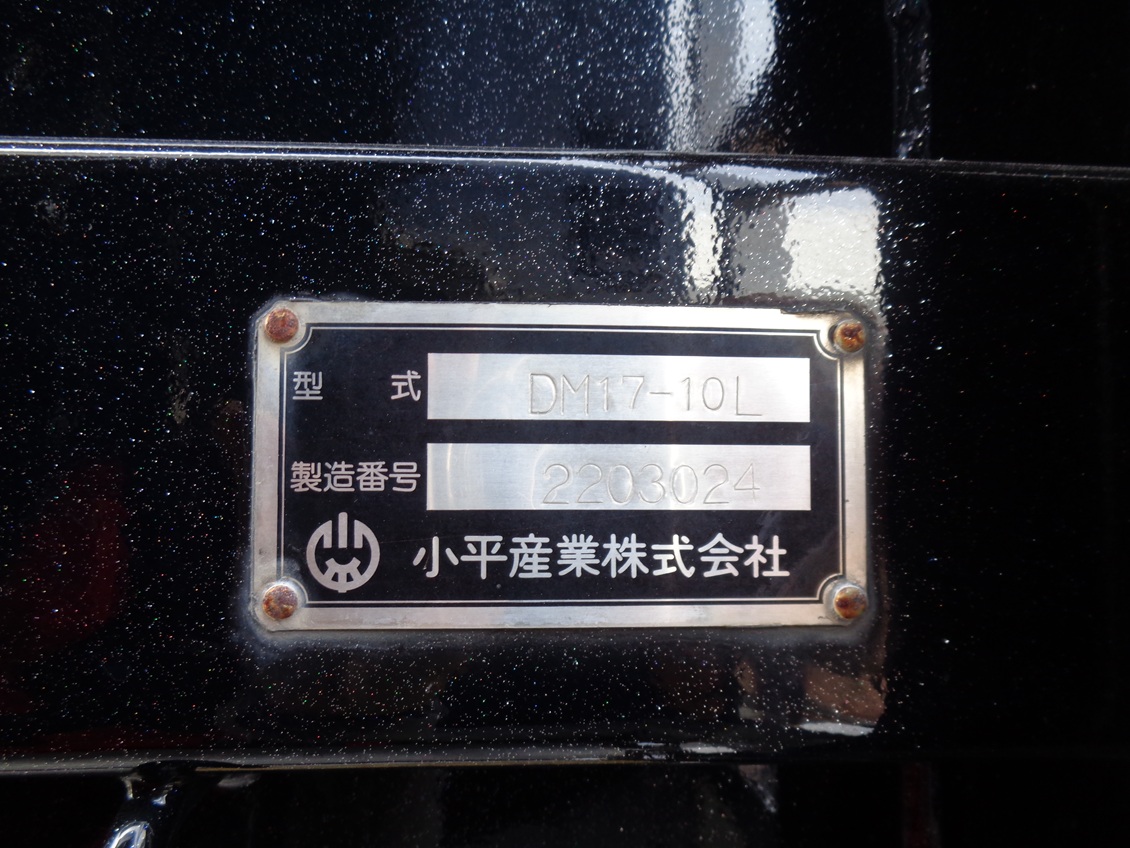 型 式 DM17-10L
製造番号 2203024
小平産業株式会社